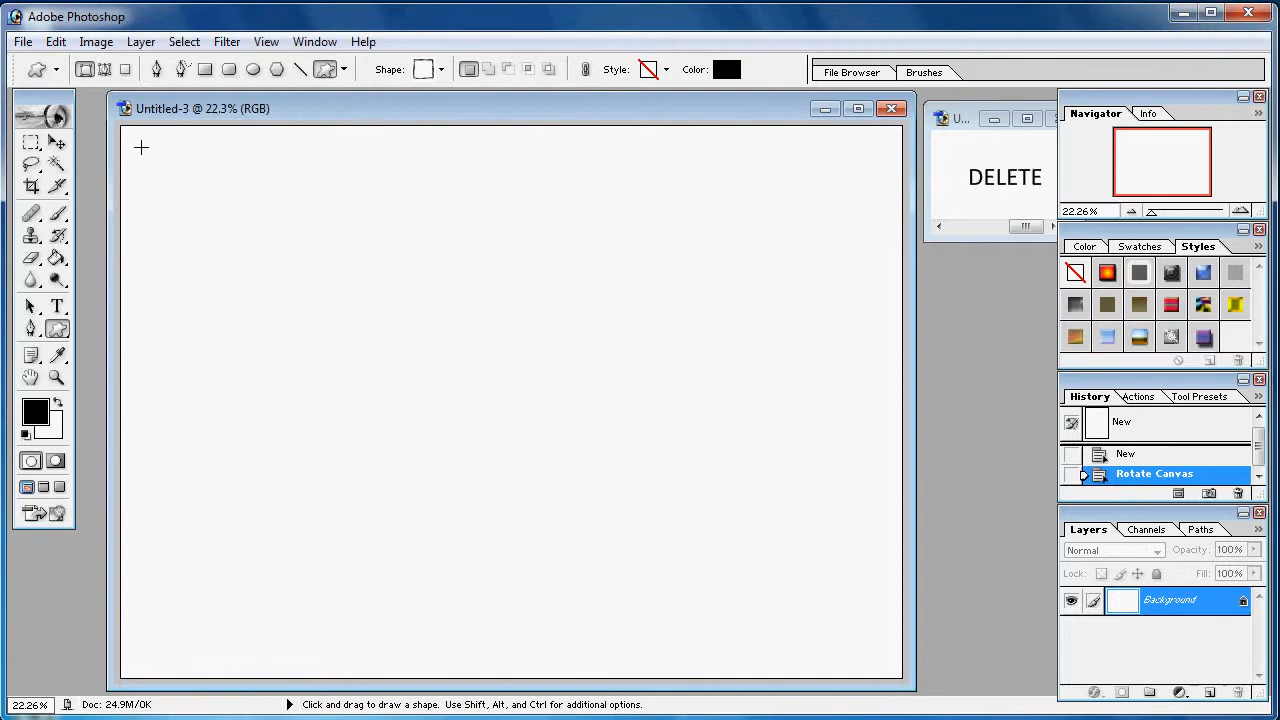 Adobe Photoshop
File Edit Image Layer Select Filter View Window Help
Shape: Style: Color: File Browser Brushes
Untitled-3 @ 22.3% (RGB)
U...
DELETE
Navigator Info
22.26%
Color Swatches Styles
History Actions Tool Presets
New
New
Rotate Canvas
Layers Channels Paths
Normal Opacity: 100%
Lock: Fill: 100%
Background
22.26% Doc: 24.9M/0K Click and drag to draw a shape. Use Shift, Alt, and Ctrl for additional options.